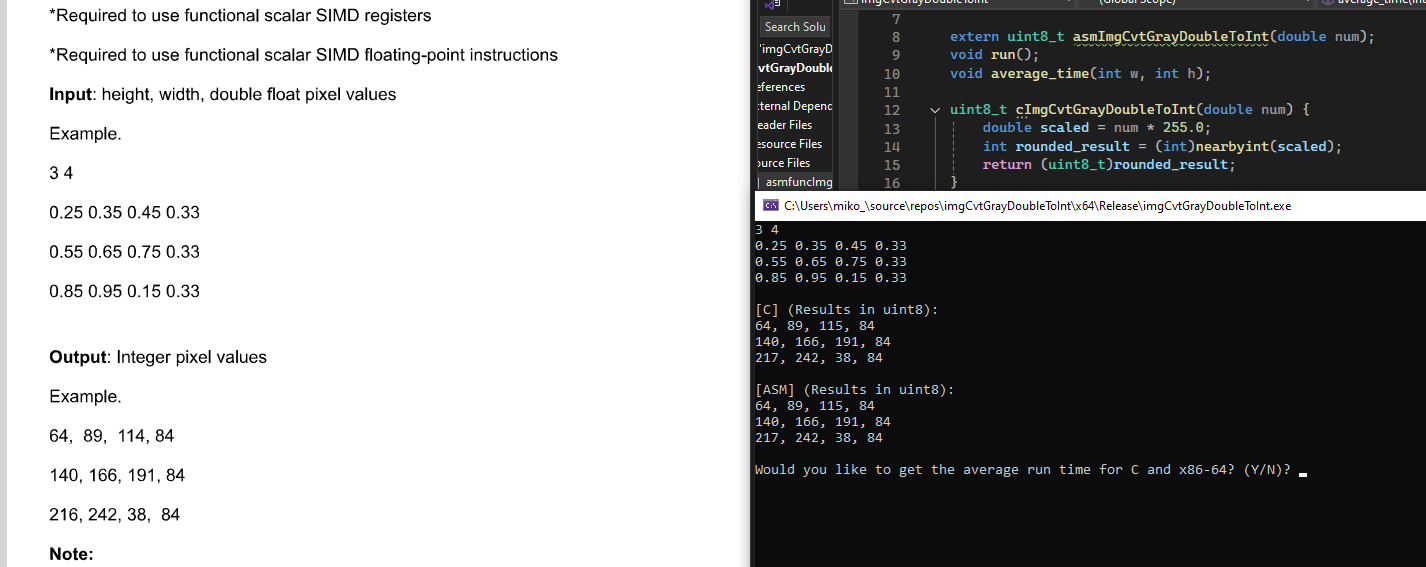 *Required to use functional scalar SIMD registers
*Required to use functional scalar SIMD floating-point instructions
Input: height, width, double float pixel values
Example.
3 4
0.25 0.35 0.45 0.33
0.55 0.65 0.75 0.33
0.85 0.95 0.15 0.33
Output: Integer pixel values
Example.
64, 89, 114, 84
140, 166, 191, 84
216, 242, 38, 84
Note:
Search Solu
'imgCvtGrayD
vtGrayDouble
eferences
ternal Depend
eader Files
esource Files
ource Files
asmfuncImg
imgCvtGrayDoubleToInt
(Global Scope)
average_time(int
7
8 extern uint8_t asmImgCvtGrayDoubleToInt(double num);
9 void run();
10 void average_time(int w, int h);
11
12 uint8_t cImgCvtGrayDoubleToInt(double num) {
13 double scaled = num * 255.0;
14 int rounded_result = (int)nearbyint(scaled);
15 return (uint8_t)rounded_result;
16 }
C:\Users\miko_\source\repos\imgCvtGrayDoubleToInt\x64\Release\imgCvtGrayDoubleToInt.exe
3 4
0.25 0.35 0.45 0.33
0.55 0.65 0.75 0.33
0.85 0.95 0.15 0.33
[C] (Results in uint8):
64, 89, 115, 84
140, 166, 191, 84
217, 242, 38, 84
[ASM] (Results in uint8):
64, 89, 115, 84
140, 166, 191, 84
217, 242, 38, 84
Would you like to get the average run time for C and x86-64? (Y/N)?